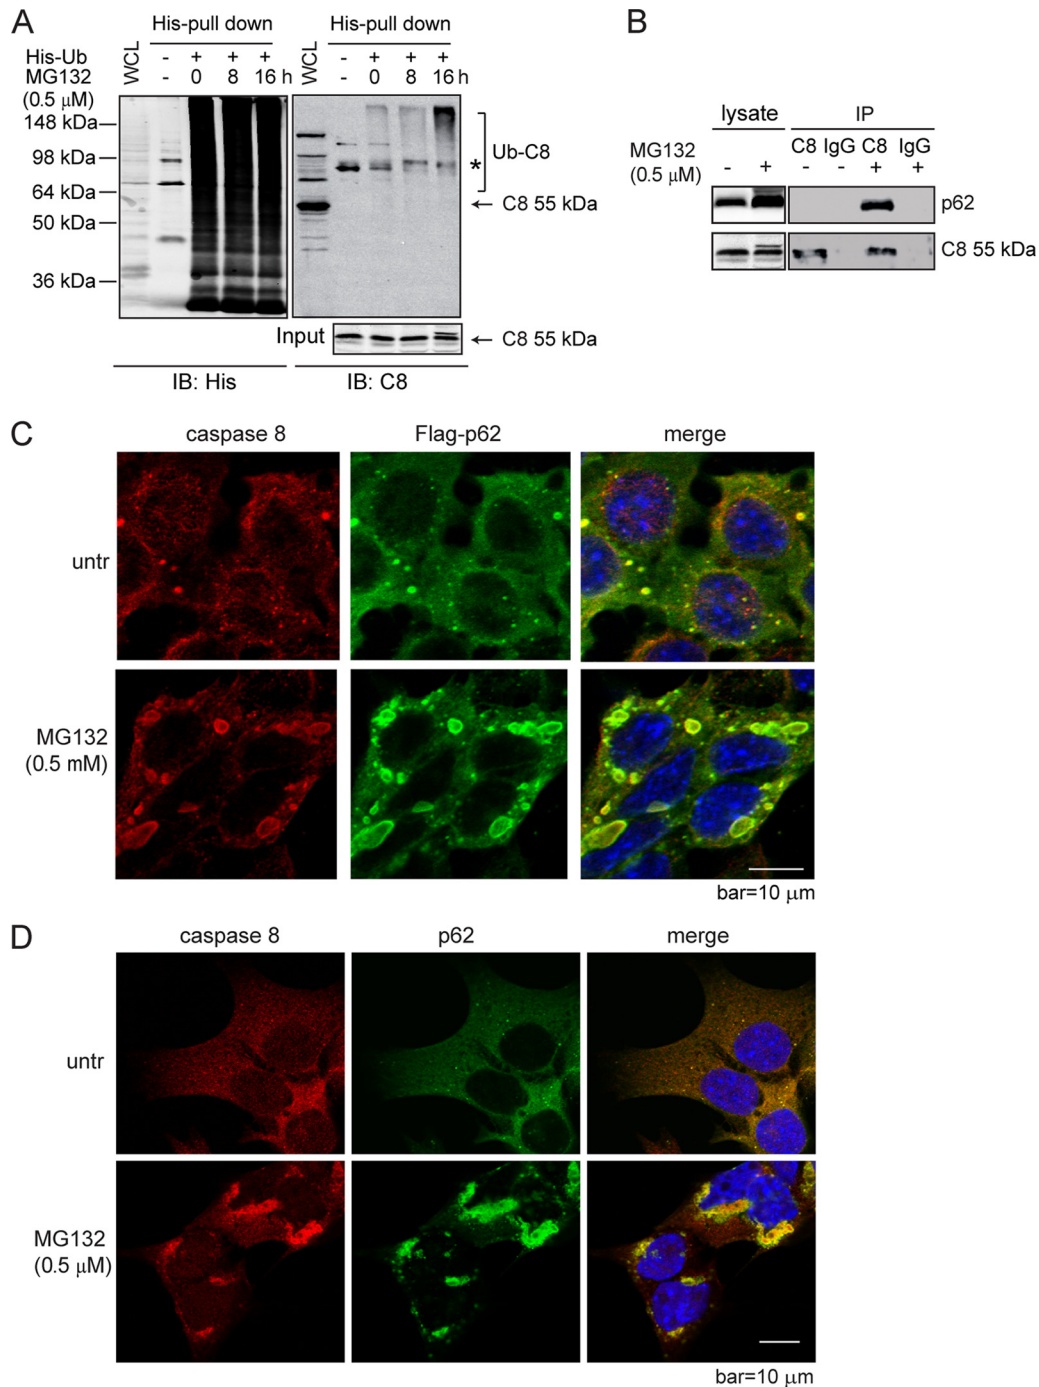 A
His-pull down
His-pull down
WCL
His-Ub - + + +
MG132 - 0 8 16 h
(0.5 μM)
WCL
- + + +
- 0 8 16 h
148 kDa
98 kDa
64 kDa
50 kDa
36 kDa
Ub-C8
*
← C8 55 kDa
Input
← C8 55 kDa
IB: His
IB: C8
B
lysate
IP
C8 IgG C8 IgG
MG132 - + - - + +
(0.5 μM)
p62
C8 55 kDa
C
caspase 8
Flag-p62
merge
untr
MG132
(0.5 mM)
bar=10 μm
D
caspase 8
p62
merge
untr
MG132
(0.5 μM)
bar=10 μm